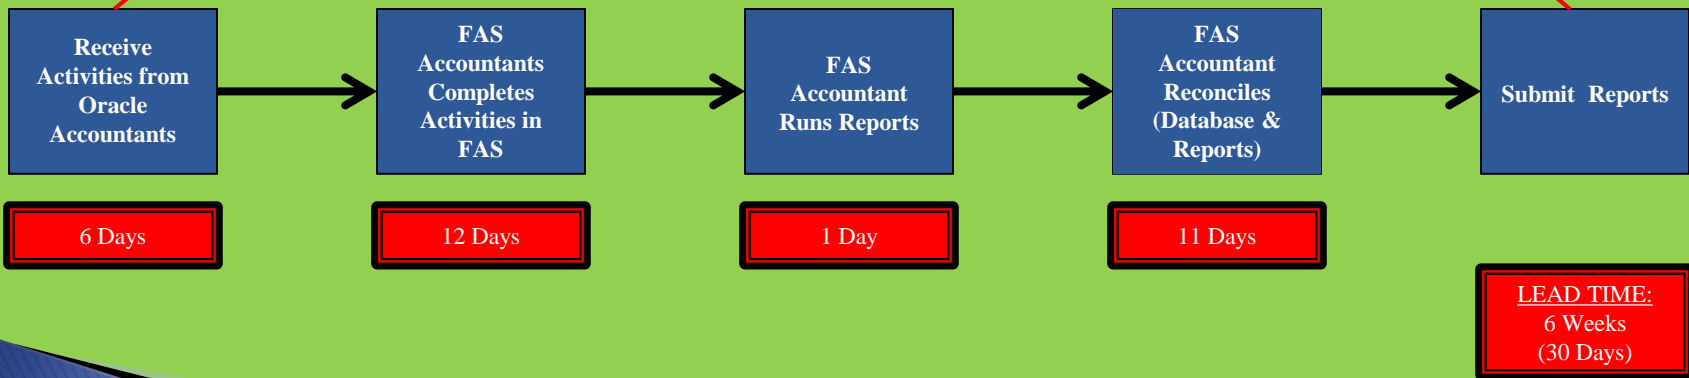 Receive
Activities from
Oracle
Accountants
FAS
Accountants
Completes
Activities in
FAS
FAS
Accountant
Runs Reports
FAS
Accountant
Reconciles
(Database &
Reports)
Submit Reports
6 Days
12 Days
1 Day
11 Days
LEAD TIME:
6 Weeks
(30 Days)